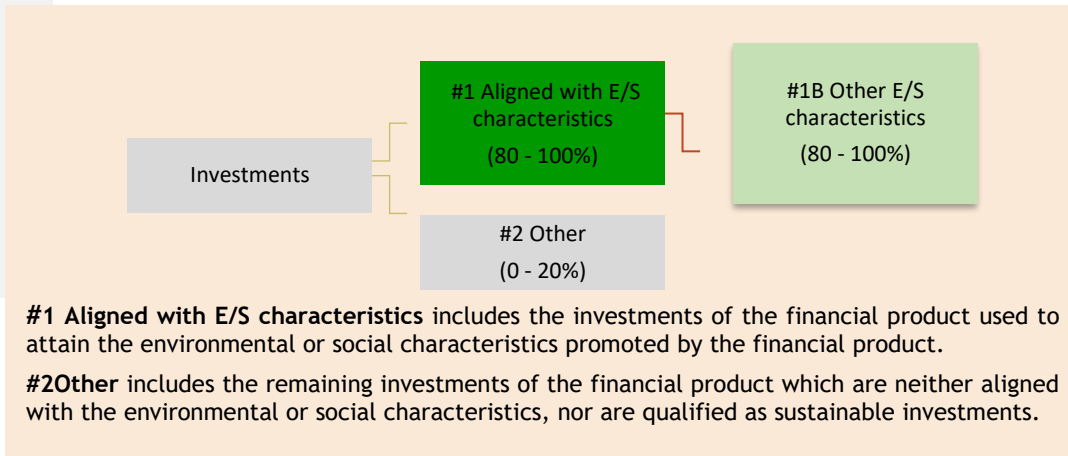 #1 Aligned with E/S
characteristics
(80 - 100%)
#1B Other E/S
characteristics
(80 - 100%)
Investments
#2 Other
(0 - 20%)
#1 Aligned with E/S characteristics includes the investments of the financial product used to
attain the environmental or social characteristics promoted by the financial product.
#2Other includes the remaining investments of the financial product which are neither aligned
with the environmental or social characteristics, nor are qualified as sustainable investments.